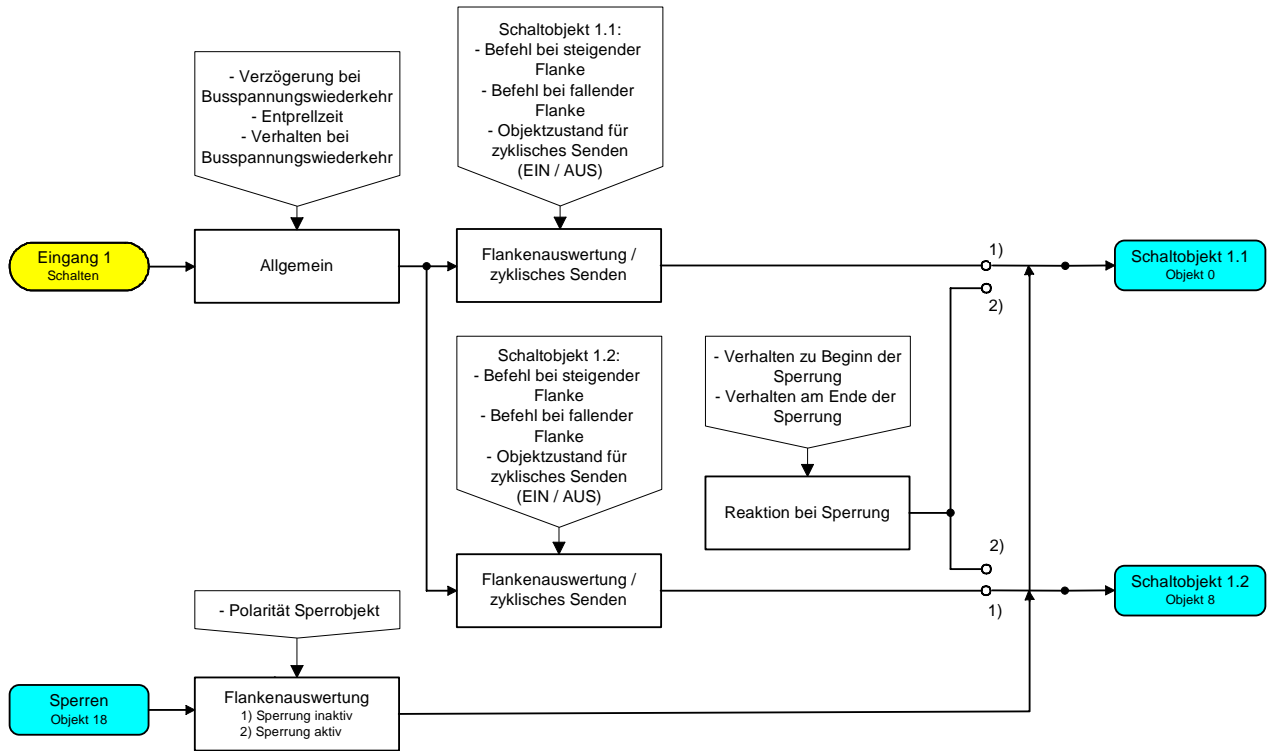 Schaltobjekt 1.1:
- Befehl bei steigender
Flanke
- Befehl bei fallender
Flanke
- Objektzustand für
zyklisches Senden
(EIN / AUS)
- Verzögerung bei
Busspannungswiederkehr
- Entprellzeit
- Verhalten bei
Busspannungswiederkehr
Eingang 1
Schalten
Allgemein
Flankenauswertung /
zyklisches Senden
1)
2)
Schaltobjekt 1.1
Objekt 0
Schaltobjekt 1.2:
- Befehl bei steigender
Flanke
- Befehl bei fallender
Flanke
- Objektzustand für
zyklisches Senden
(EIN / AUS)
- Verhalten zu Beginn der
Sperrung
- Verhalten am Ende der
Sperrung
Reaktion bei Sperrung
Flankenauswertung /
zyklisches Senden
2)
1)
Schaltobjekt 1.2
Objekt 8
- Polarität Sperrobjekt
Sperren
Objekt 18
Flankenauswertung
1) Sperrung inaktiv
2) Sperrung aktiv